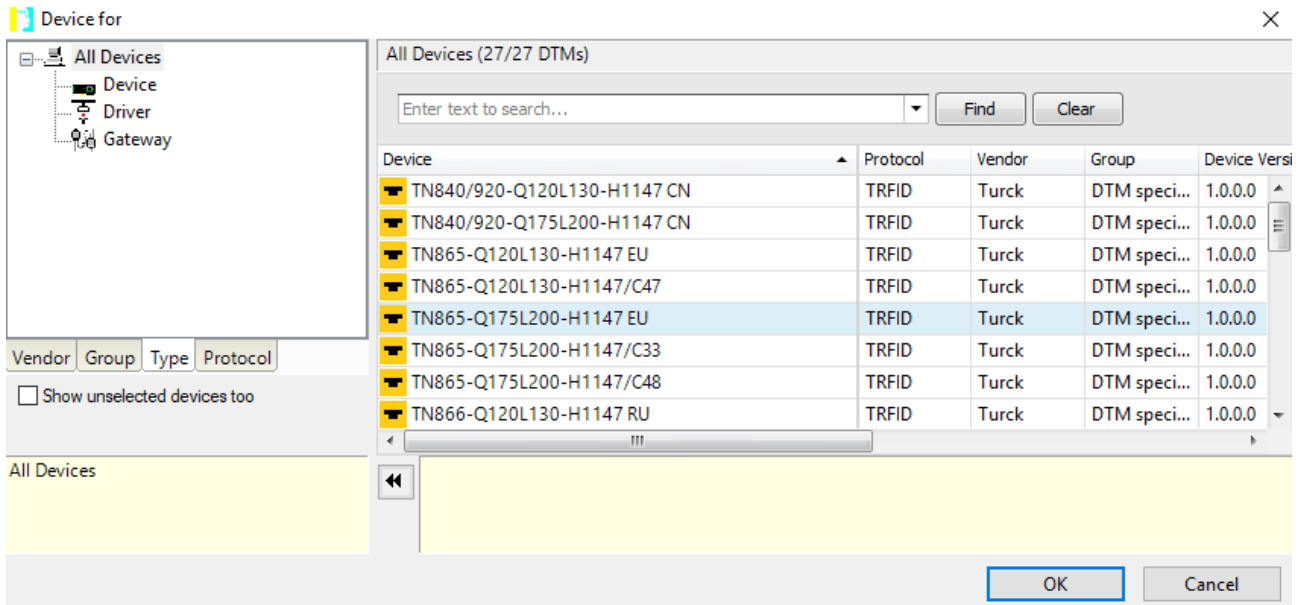 Device for
All Devices
Device
Driver
Gateway
Vendor Group Type Protocol
Show unselected devices too
All Devices
All Devices (27/27 DTMs)
Enter text to search... Find Clear
Device Protocol Vendor Group Device Versi
TN840/920-Q120L130-H1147 CN TRFID Turck DTM speci... 1.0.0.0
TN840/920-Q175L200-H1147 CN TRFID Turck DTM speci... 1.0.0.0
TN865-Q120L130-H1147 EU TRFID Turck DTM speci... 1.0.0.0
TN865-Q120L130-H1147/C47 TRFID Turck DTM speci... 1.0.0.0
TN865-Q175L200-H1147 EU TRFID Turck DTM speci... 1.0.0.0
TN865-Q175L200-H1147/C33 TRFID Turck DTM speci... 1.0.0.0
TN865-Q175L200-H1147/C48 TRFID Turck DTM speci... 1.0.0.0
TN866-Q120L130-H1147 RU TRFID Turck DTM speci... 1.0.0.0
OK Cancel